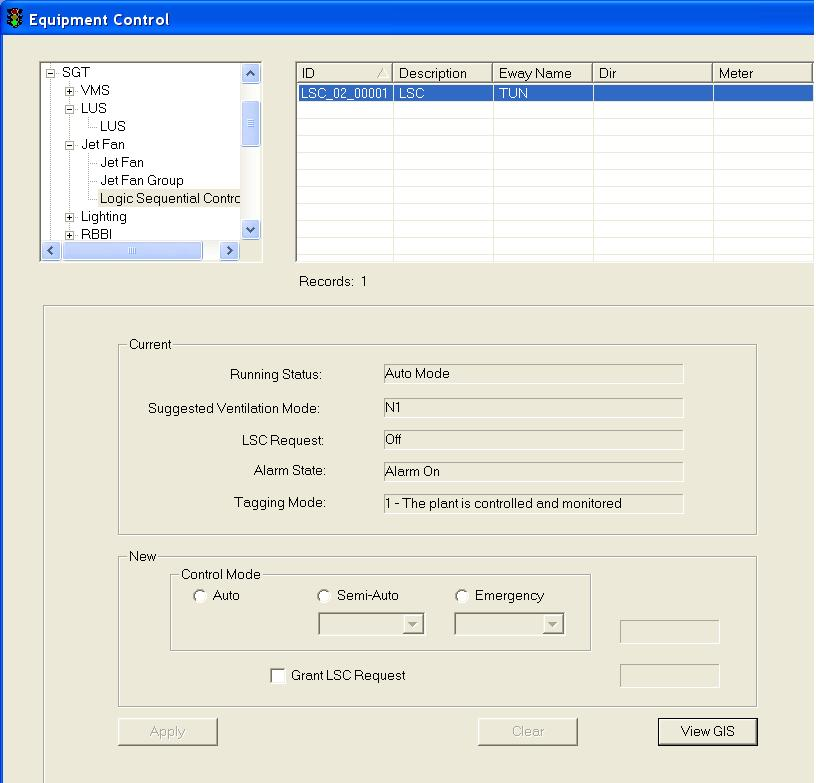 Equipment Control
SGT
VMS
LUS
LUS
Jet Fan
Jet Fan
Jet Fan Group
Logic Sequential Contro
Lighting
RBBI
ID Description Eway Name Dir Meter
LSC_02_00001 LSC TUN
Records: 1
Current
Running Status: Auto Mode
Suggested Ventilation Mode: N1
LSC Request: Off
Alarm State: Alarm On
Tagging Mode: 1 - The plant is controlled and monitored
New
Control Mode
Auto Semi-Auto Emergency
Grant LSC Request
Apply Clear View GIS